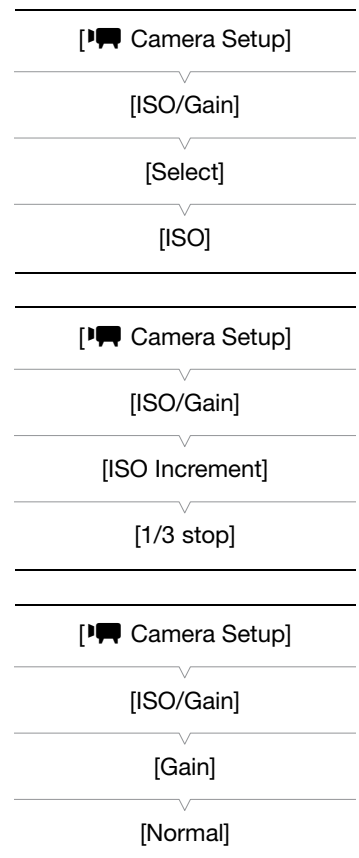 [ Camera Setup]
[ISO/Gain]
[Select]
[ISO]
[ Camera Setup]
[ISO/Gain]
[ISO Increment]
[1/3 stop]
[ Camera Setup]
[ISO/Gain]
[Gain]
[Normal]